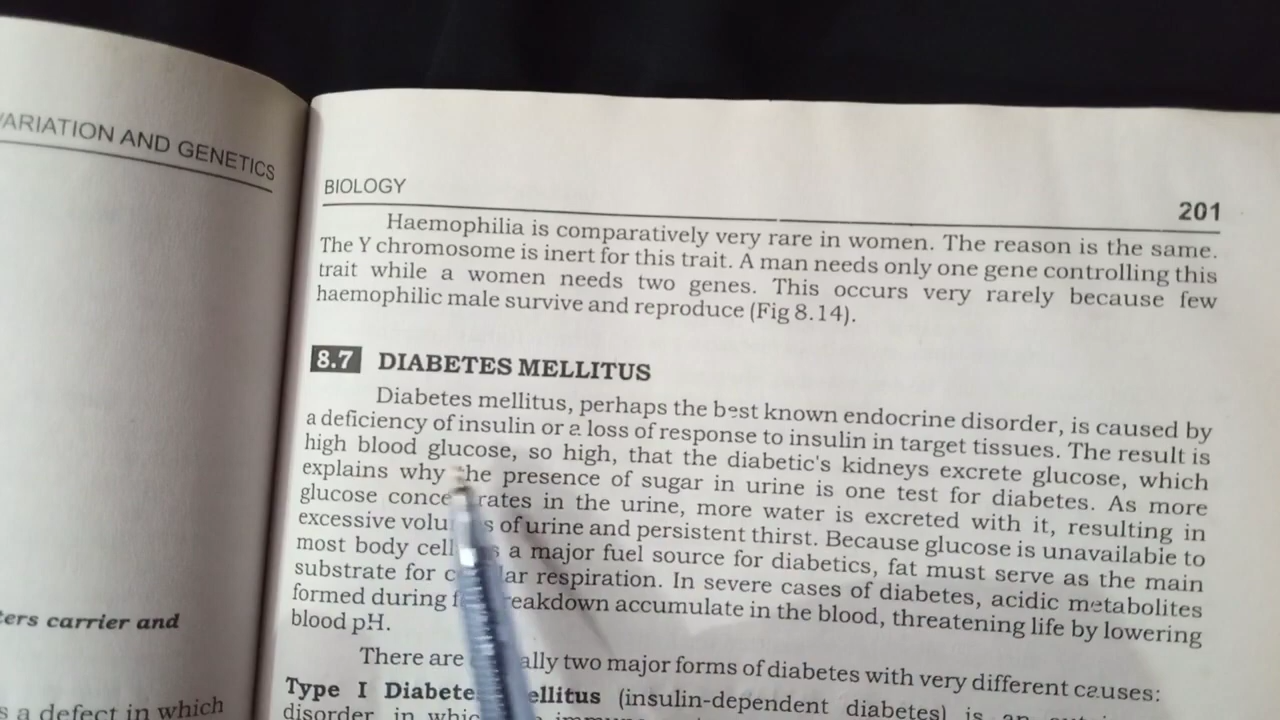 VARIATION AND GENETICS
ters carrier and
s a defect in which
BIOLOGY
201
Haemophilia is comparatively very rare in women. The reason is the same.
The Y chromosome is inert for this trait. A man needs only one gene controlling this
trait while a women needs two genes. This occurs very rarely because few
haemophilic male survive and reproduce (Fig 8.14).
8.7 DIABETES MELLITUS
Diabetes mellitus, perhaps the best known endocrine disorder, is caused by
a deficiency of insulin or a loss of response to insulin in target tissues. The result is
high blood glucose, so high, that the diabetic's kidneys excrete glucose, which
explains why the presence of sugar in urine is one test for diabetes. As more
glucose conce rates in the urine, more water is excreted with it, resulting in
excessive volu s of urine and persistent thirst. Because glucose is unavailable to
most body cell s a major fuel source for diabetics, fat must serve as the main
substrate for c lar respiration. In severe cases of diabetes, acidic metabolites
formed during f reakdown accumulate in the blood, threatening life by lowering
blood pH.
There are ally two major forms of diabetes with very different causes:
Type I Diabete ellitus (insulin-dependent diabetes) is an
disorder in